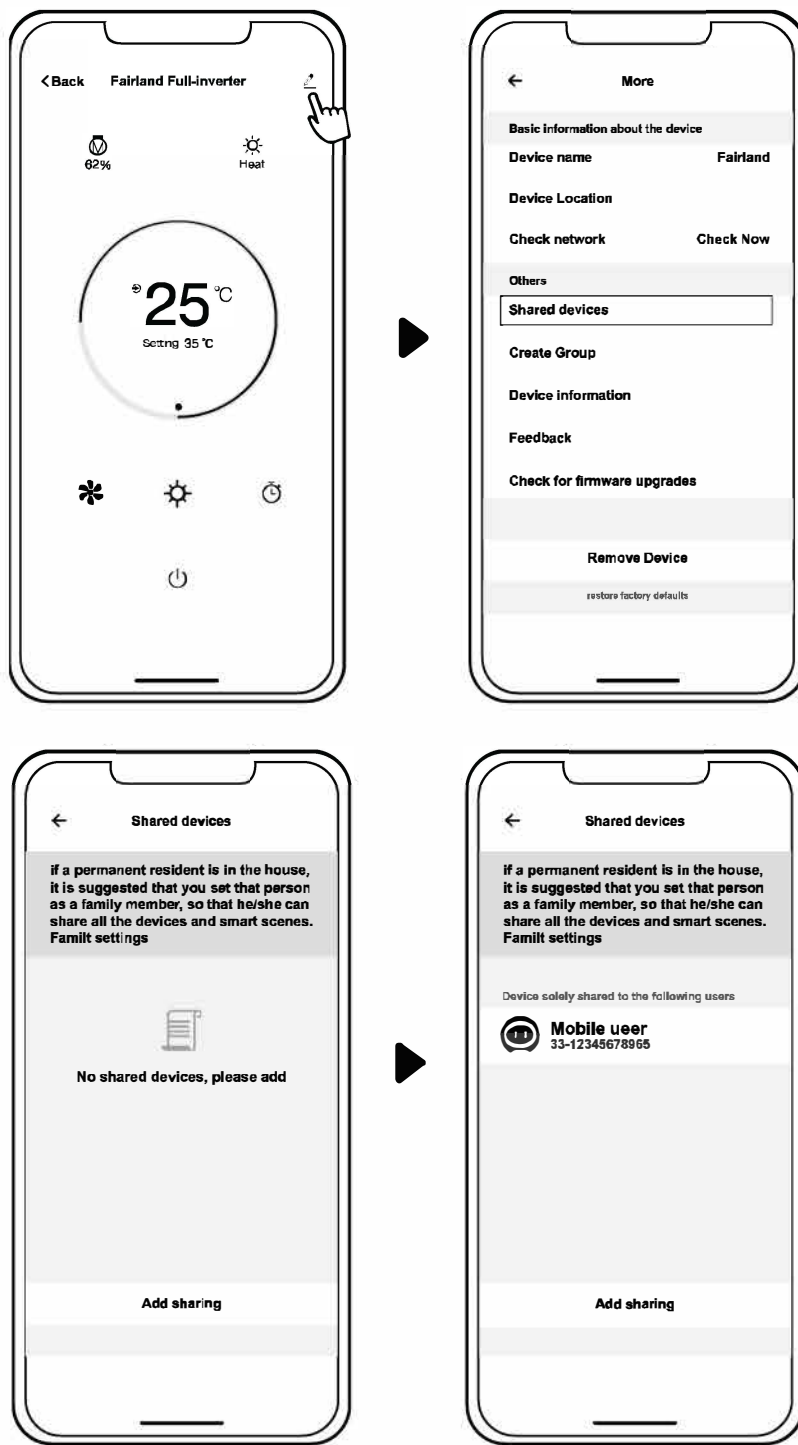 <Back Fairland Full-inverter
62%
Heat
25℃
Settng 35 ℃
← More
Basic information about the device
Device name Fairland
Device Location
Check network Check Now
Others
Shared devices
Create Group
Device information
Feedback
Check for firmware upgrades
Remove Device
restore factory defaults
← Shared devices
if a permanent resident is in the house,
it is suggested that you set that person
as a family member, so that he/she can
share all the devices and smart scenes.
Familt settings
No shared devices, please add
Add sharing
← Shared devices
if a permanent resident is in the house,
it is suggested that you set that person
as a family member, so that he/she can
share all the devices and smart scenes.
Familt settings
Device solely shared to the following users
Mobile ueer
33-12345678965
Add sharing